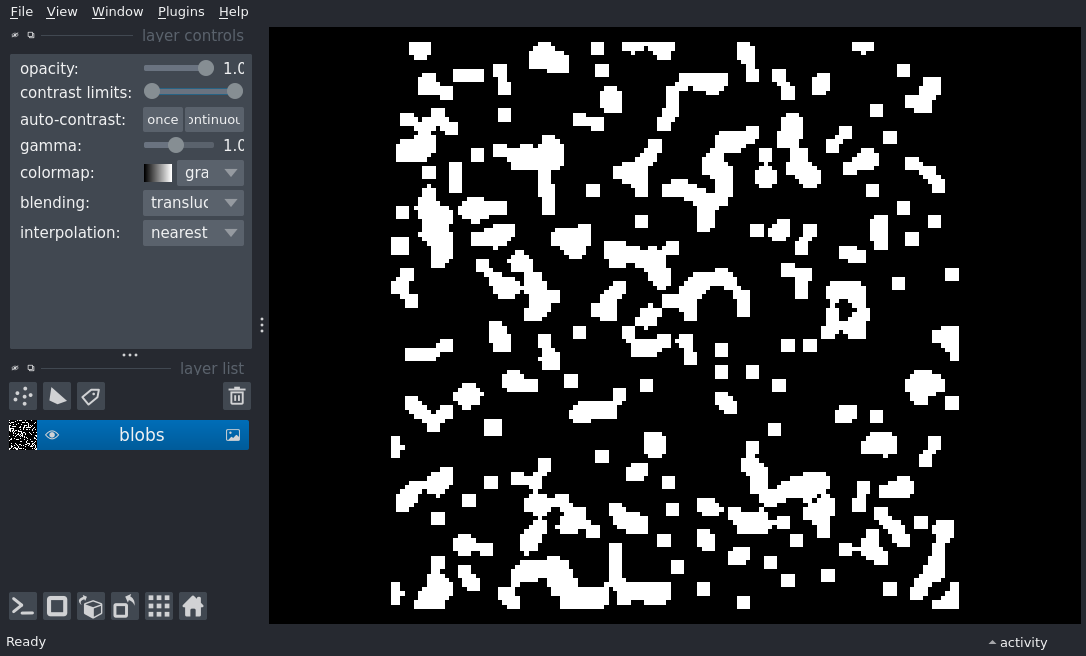 File View Window Plugins Help
layer controls
opacity: 1.0
contrast limits:
auto-contrast: once ontinuou
gamma: 1.0
colormap: gra
blending: transluc
interpolation: nearest
layer list
blobs
Ready
activity